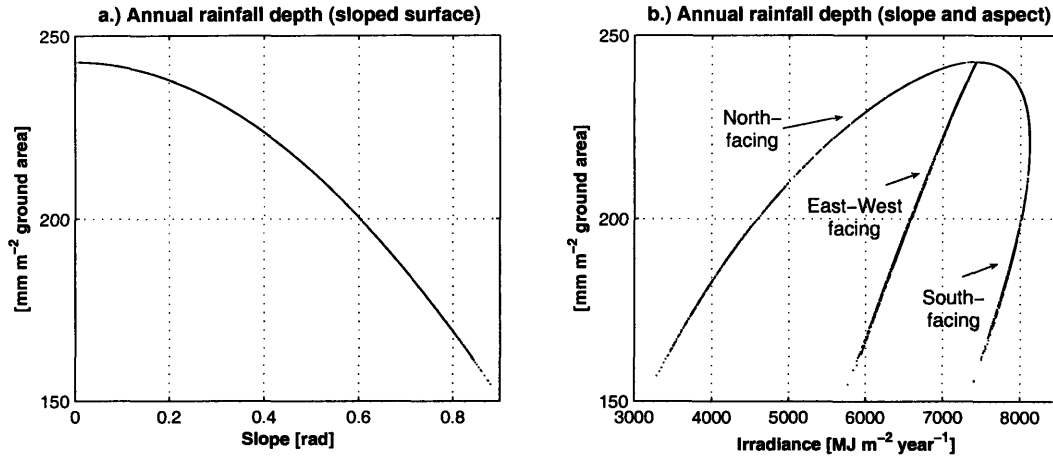 a.) Annual rainfall depth (sloped surface)
250
200
150
[mm m⁻² ground area]
0
0.2
0.4
0.6
0.8
Slope [rad]
b.) Annual rainfall depth (slope and aspect)
250
200
150
[mm m⁻² ground area]
North–
facing
East–West
facing
South–
facing
3000
4000
5000
6000
7000
8000
Irradiance [MJ m⁻² year⁻¹]